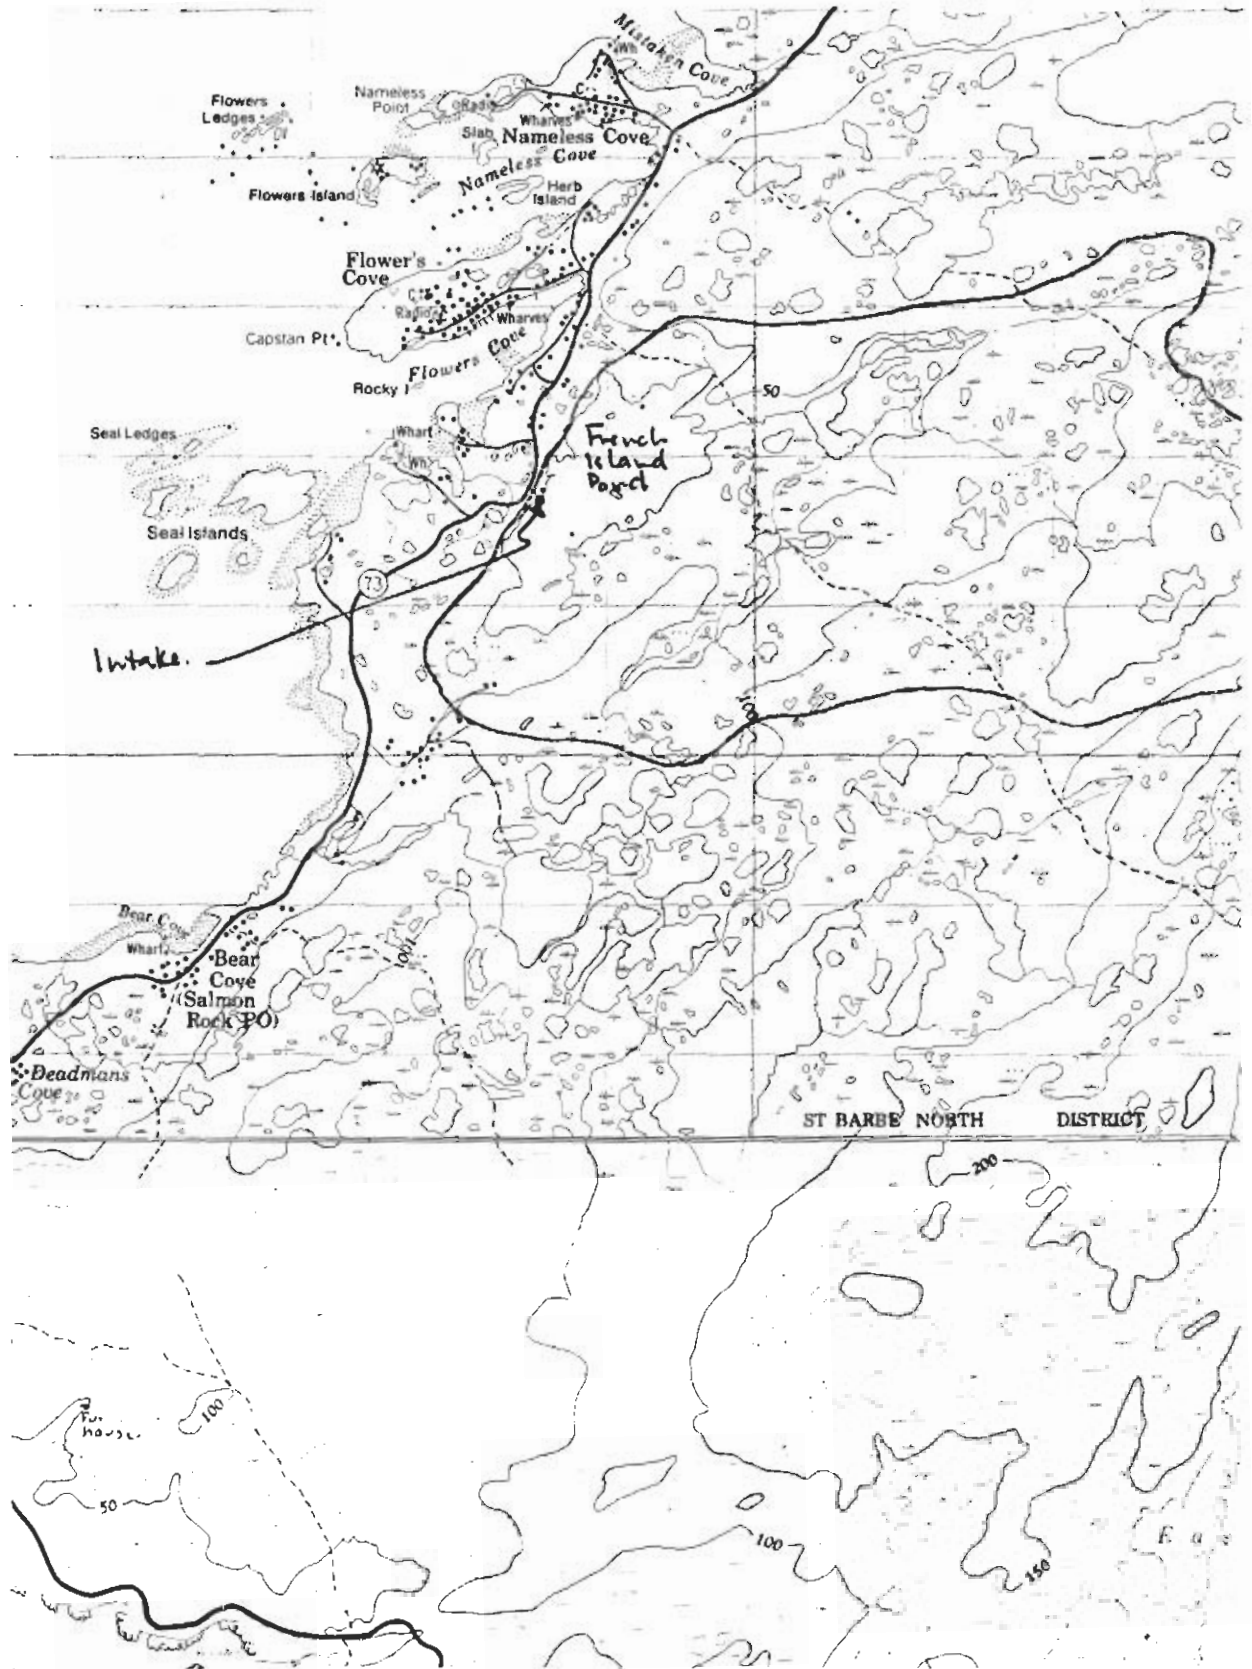 Mistaken Cove
Wh
Nameless
Point
Flowers
Ledges
Radio
C
Wharves
Slab
I
Nameless Cove
Nameless Cove
Flowers Island
Herb
Island
Flower's
Cove
C
Radio
Wharves
Capstan Pt
Flowers Cove
Rocky I
50
Seal Ledges
Wharf
Wh
French
Island
Pond
Seal Islands
73
Intake.
100
Bear Cove
Wharf
Bear
Cove
(Salmon
Rock PO)
100
Deadmans
Cove
ST BARBE NORTH DISTRICT
200
100
house
50
100
150
E a